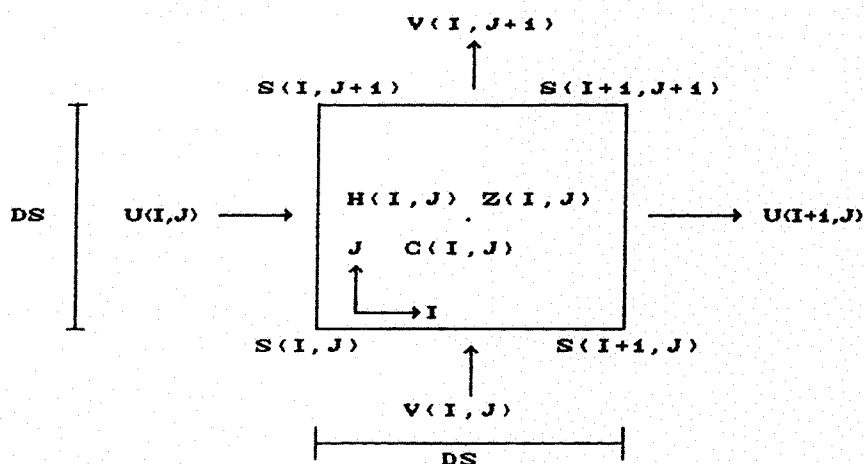 V(I,J+1)
S(I,J+1) S(I+1,J+1)
H(I,J) Z(I,J)
DS U(I,J) U(I+1,J)
J C(I,J)
I
S(I,J) S(I+1,J)
V(I,J)
DS